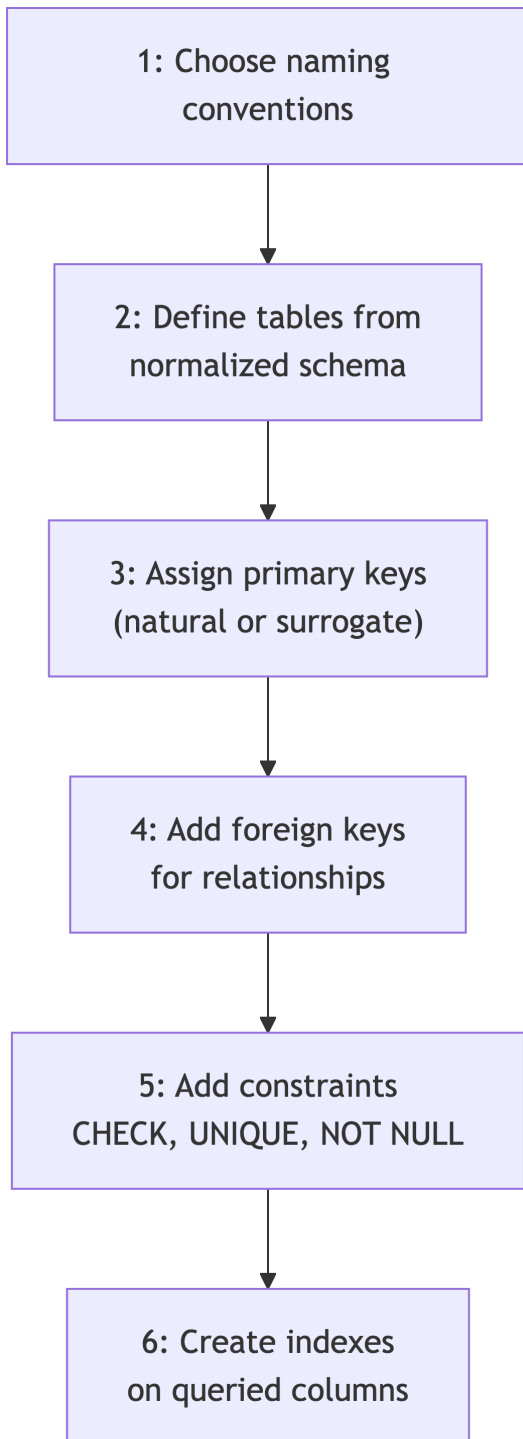 1: Choose naming
conventions
2: Define tables from
normalized schema
3: Assign primary keys
(natural or surrogate)
4: Add foreign keys
for relationships
5: Add constraints
CHECK, UNIQUE, NOT NULL
6: Create indexes
on queried columns